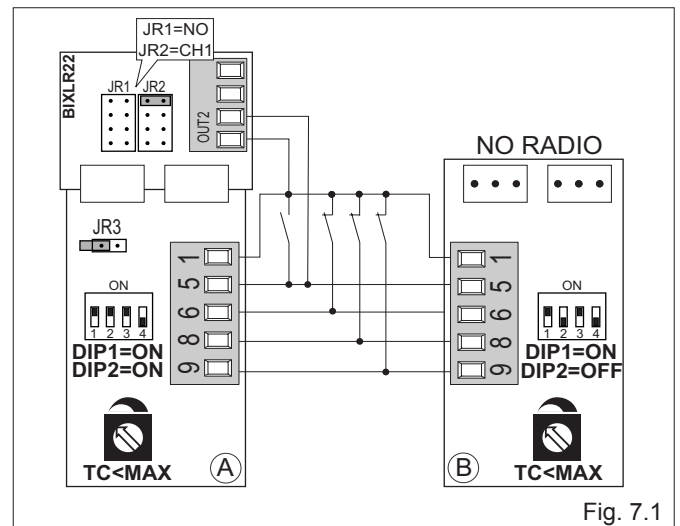 JR1=NO
JR2=CH1
BIXLR22
JR1 JR2
OUT2
NO RADIO
JR3
ON
1 2 3 4
DIP1=ON
DIP2=ON
1
5
6
8
9
TC<MAX
A
1
5
6
8
9
ON
1 2 3 4
DIP1=ON
DIP2=OFF
B
TC<MAX
Fig. 7.1